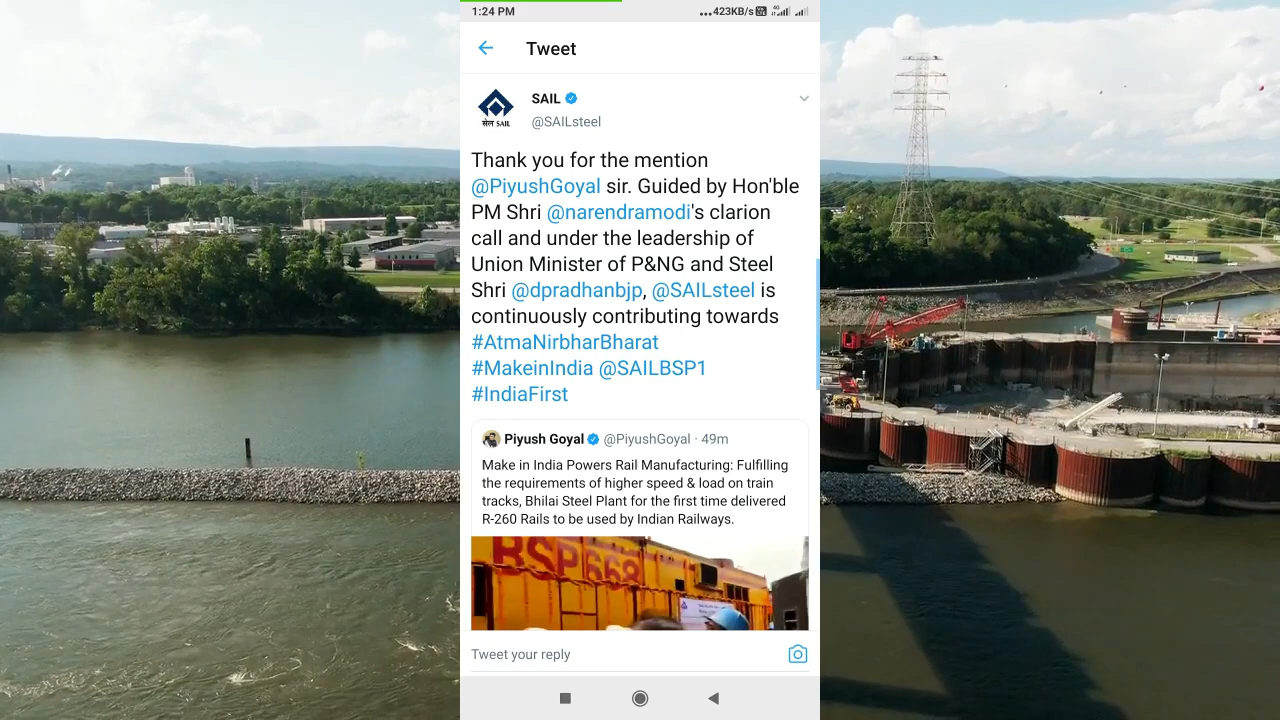 1:24 PM
...423KB/s VoLTE 4G
Tweet
SAIL
@SAILsteel
सेल SAIL
Thank you for the mention
@PiyushGoyal sir. Guided by Hon'ble
PM Shri @narendramodi's clarion
call and under the leadership of
Union Minister of P&NG and Steel
Shri @dpradhanbjp, @SAILsteel is
continuously contributing towards
#AtmaNirbharBharat
#MakeinIndia @SAILBSP1
#IndiaFirst
Piyush Goyal @PiyushGoyal · 49m
Make in India Powers Rail Manufacturing: Fulfilling
the requirements of higher speed & load on train
tracks, Bhilai Steel Plant for the first time delivered
R-260 Rails to be used by Indian Railways.
BSP668
Tweet your reply